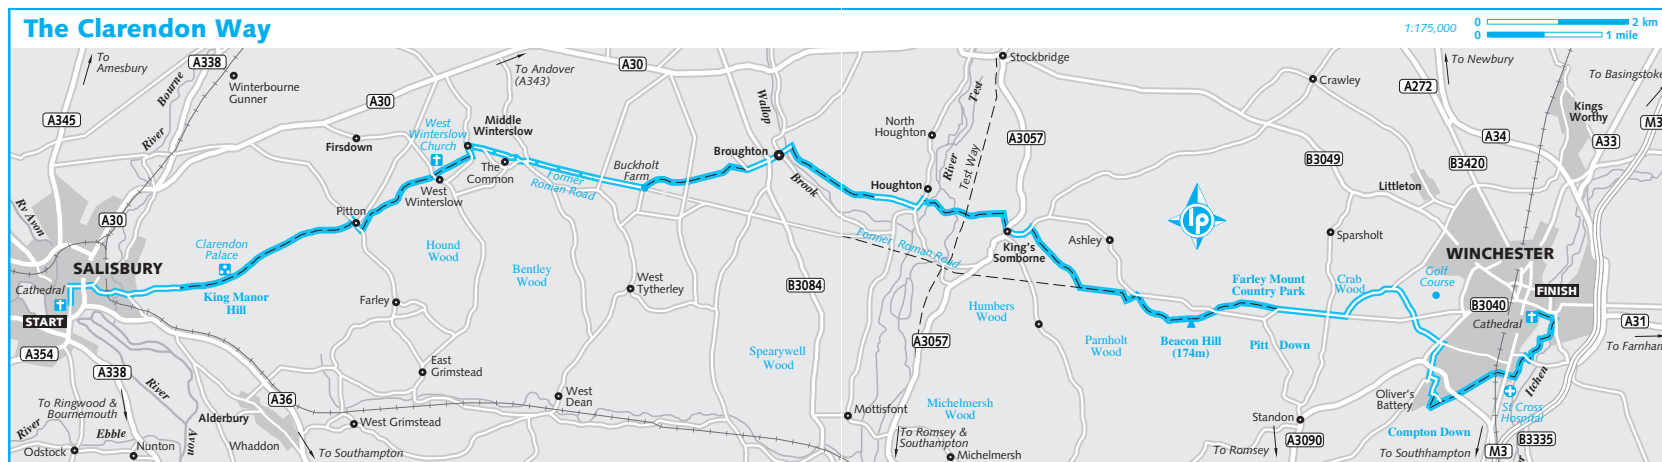 The Clarendon Way
1:175,000
0
2 km
0
1 mile
To
Amesbury
A338
Winterbourne
Gunner
River
Bourne
A345
A30
To Andover
(A343)
A30
Firsdown
West
Winterslow
Church
Middle
Winterslow
The
Common
West
Winterslow
Former
Roman Road
Buckholt
Farm
Broughton
Wallop
Brook
Stockbridge
River
Test
Test Way
North
Houghton
Houghton
A3057
Crawley
B3049
Littleton
B3420
A272
To Newbury
To Basingstoke
Kings
Worthy
A34
A33
M3
Rv Avon
A30
Pitton
Clarendon
Palace
SALISBURY
Cathedral
START
King Manor
Hill
Hound
Wood
Bentley
Wood
West
Tytherley
Farley
B3084
Former Roman Road
King's
Somborne
Ashley
lp
Sparsholt
Farley Mount
Country Park
Crab
Wood
Golf
Course
WINCHESTER
FINISH
B3040
Cathedral
A31
To Farnham
Humbers
Wood
Parnholt
Wood
Beacon Hill
(174m)
Pitt Down
A3057
Spearywell
Wood
A354
A338
East
Grimstead
West
Dean
A36
River
Avon
To Ringwood &
Bournemouth
River
Ebble
Odstock
Nunton
Alderbury
Whaddon
West Grimstead
To Southampton
Mottisfont
Michelmersh
Wood
To Romsey &
Southampton
Michelmersh
Standon
A3090
To Romsey
Oliver's
Battery
Compton Down
To Southhampton
M3
St Cross
Hospital
Itchen
B3335